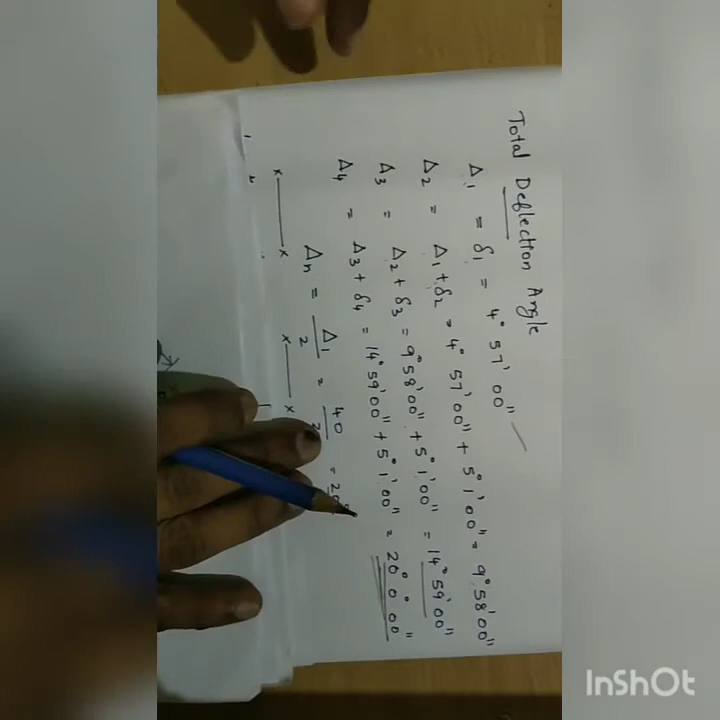 Total Deflection Angle
Δ1 = δ1 = 4° 57' 00"
Δ2 = Δ1 + δ2 = 4° 57' 00" + 5° 1' 00" = 9° 58' 00"
Δ3 = Δ2 + δ3 = 9° 58' 00" + 5° 1' 00" = 14° 59' 00"
Δ4 = Δ3 + δ4 = 14° 59' 00" + 5° 1' 00" = 20° 0° 00"
Δn = Δ1/2 = 40/2 = 20
x x
x x
InShOt